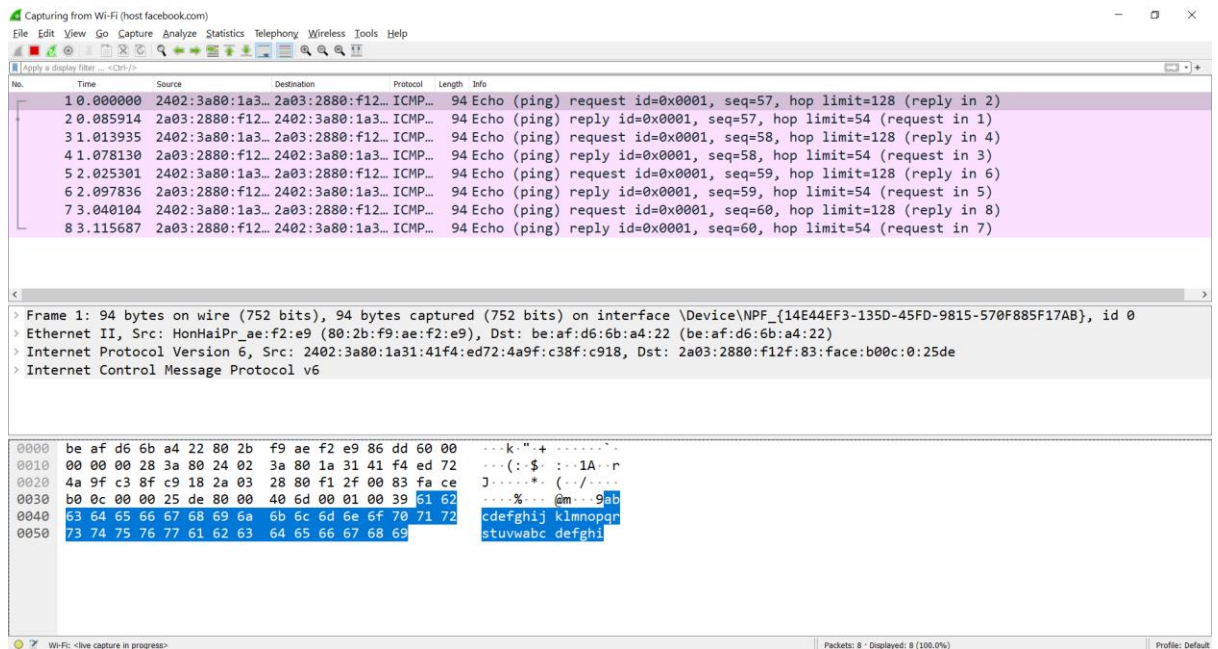 Capturing from Wi-Fi (host facebook.com)
File Edit View Go Capture Analyze Statistics Telephony Wireless Tools Help
Apply a display filter ... <Ctrl-/>
No. Time Source Destination Protocol Length Info
1 0.000000 2402:3a80:1a3… 2a03:2880:f12… ICMP… 94 Echo (ping) request id=0x0001, seq=57, hop limit=128 (reply in 2)
2 0.085914 2a03:2880:f12… 2402:3a80:1a3… ICMP… 94 Echo (ping) reply id=0x0001, seq=57, hop limit=54 (request in 1)
3 1.013935 2402:3a80:1a3… 2a03:2880:f12… ICMP… 94 Echo (ping) request id=0x0001, seq=58, hop limit=128 (reply in 4)
4 1.078130 2a03:2880:f12… 2402:3a80:1a3… ICMP… 94 Echo (ping) reply id=0x0001, seq=58, hop limit=54 (request in 3)
5 2.025301 2402:3a80:1a3… 2a03:2880:f12… ICMP… 94 Echo (ping) request id=0x0001, seq=59, hop limit=128 (reply in 6)
6 2.097836 2a03:2880:f12… 2402:3a80:1a3… ICMP… 94 Echo (ping) reply id=0x0001, seq=59, hop limit=54 (request in 5)
7 3.040104 2402:3a80:1a3… 2a03:2880:f12… ICMP… 94 Echo (ping) request id=0x0001, seq=60, hop limit=128 (reply in 8)
8 3.115687 2a03:2880:f12… 2402:3a80:1a3… ICMP… 94 Echo (ping) reply id=0x0001, seq=60, hop limit=54 (request in 7)
Frame 1: 94 bytes on wire (752 bits), 94 bytes captured (752 bits) on interface \Device\NPF_{14E44EF3-135D-45FD-9815-570F885F17AB}, id 0
Ethernet II, Src: HonHaiPr_ae:f2:e9 (80:2b:f9:ae:f2:e9), Dst: be:af:d6:6b:a4:22 (be:af:d6:6b:a4:22)
Internet Protocol Version 6, Src: 2402:3a80:1a31:41f4:ed72:4a9f:c38f:c918, Dst: 2a03:2880:f12f:83:face:b00c:0:25de
Internet Control Message Protocol v6
0000 be af d6 6b a4 22 80 2b f9 ae f2 e9 86 dd 60 00 ···k·"·+ ······`·
0010 00 00 00 28 3a 80 24 02 3a 80 1a 31 41 f4 ed 72 ···(:·$· :··1A··r
0020 4a 9f c3 8f c9 18 2a 03 28 80 f1 2f 00 83 fa ce J·····*· (··/····
0030 b0 0c 00 00 25 de 80 00 40 6d 00 01 00 39 61 62 ····%··· @m···9ab
0040 63 64 65 66 67 68 69 6a 6b 6c 6d 6e 6f 70 71 72 cdefghij klmnopqr
0050 73 74 75 76 77 61 62 63 64 65 66 67 68 69 stuvwabc defghi
Wi-Fi: <live capture in progress> Packets: 8 · Displayed: 8 (100.0%) Profile: Default